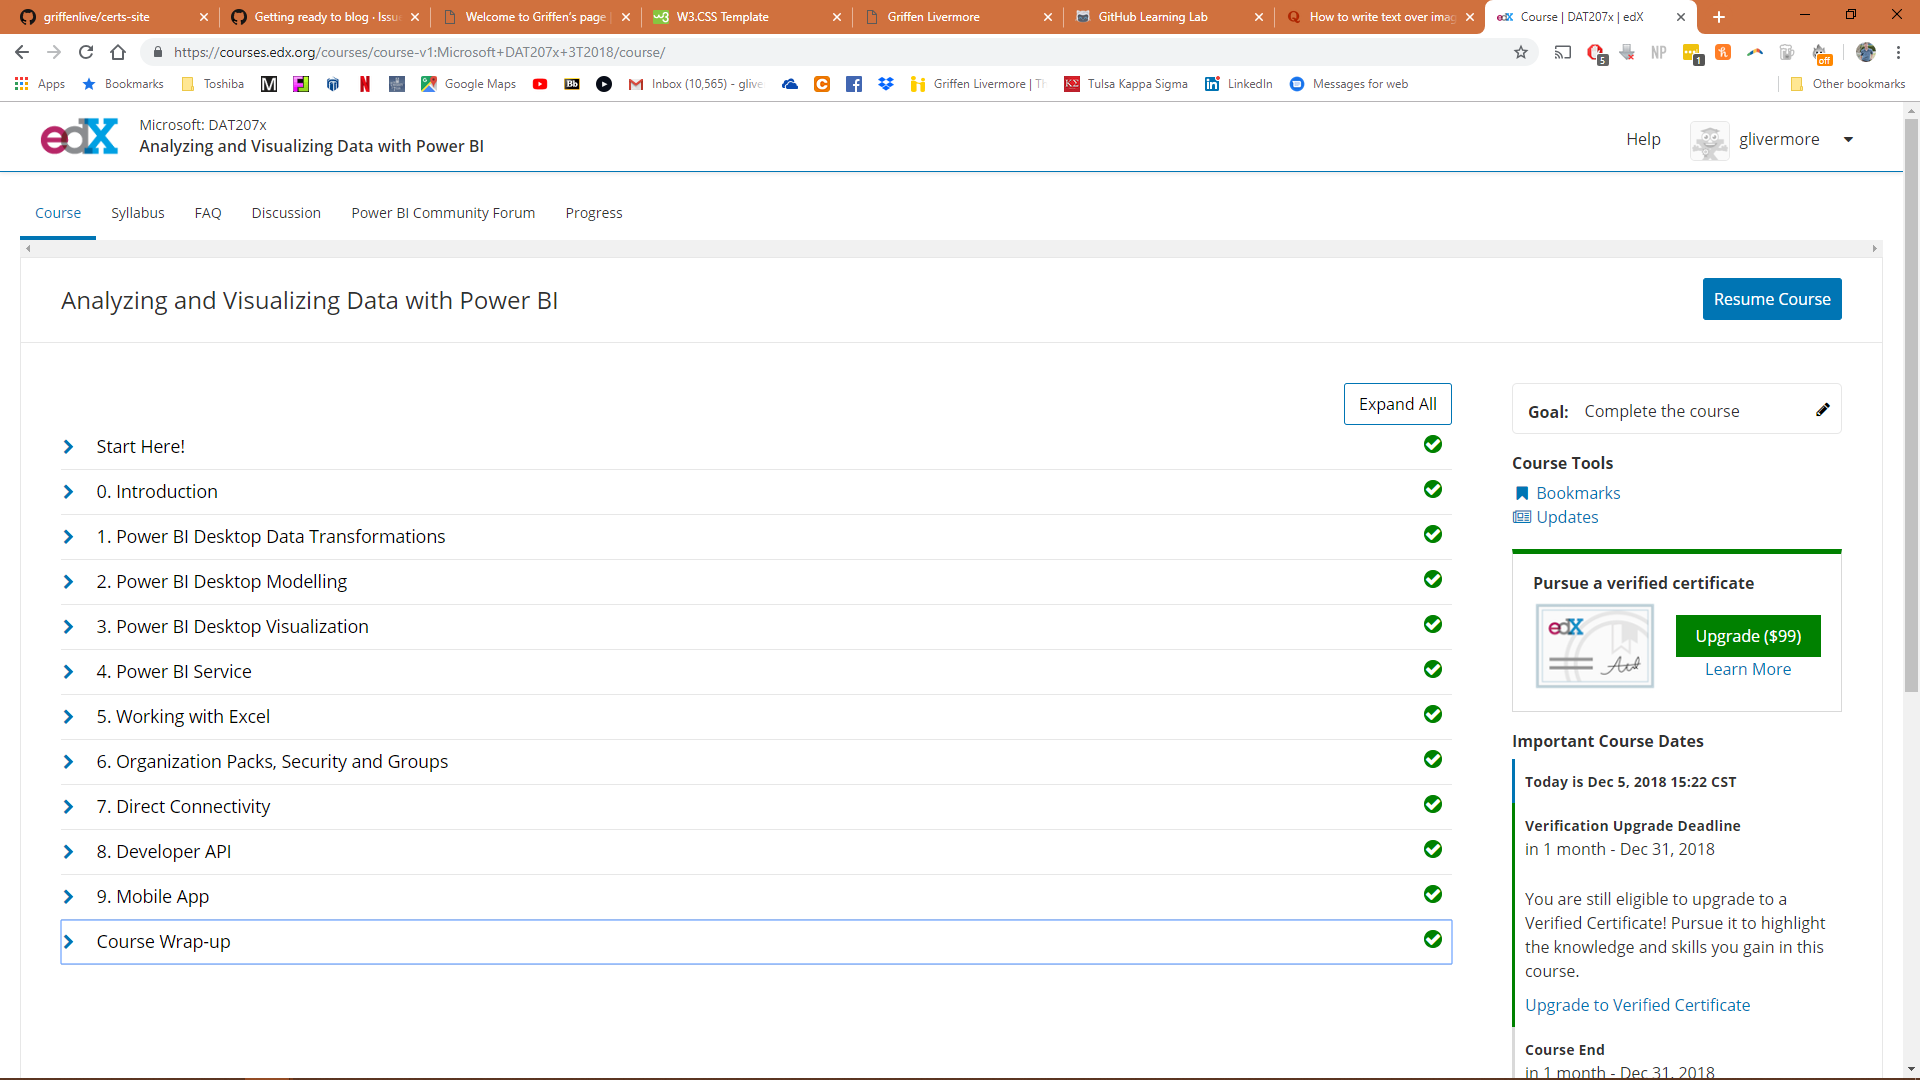 griffenlive/certs-site
Getting ready to blog · Issu
Welcome to Griffen's page |
W3.CSS Template
Griffen Livermore
GitHub Learning Lab
How to write text over imag
Course | DAT207x | edX
https://courses.edx.org/courses/course-v1:Microsoft+DAT207x+3T2018/course/
5
NP
1
off
Apps
Bookmarks
Toshiba
Google Maps
Bb
Inbox (10,565) - glive
Griffen Livermore | Th
Tulsa Kappa Sigma
LinkedIn
Messages for web
Other bookmarks
edX
Microsoft: DAT207x
Analyzing and Visualizing Data with Power BI
Help
glivermore
Course
Syllabus
FAQ
Discussion
Power BI Community Forum
Progress
Analyzing and Visualizing Data with Power BI
Resume Course
Expand All
Start Here!
0. Introduction
1. Power BI Desktop Data Transformations
2. Power BI Desktop Modelling
3. Power BI Desktop Visualization
4. Power BI Service
5. Working with Excel
6. Organization Packs, Security and Groups
7. Direct Connectivity
8. Developer API
9. Mobile App
Course Wrap-up
Goal: Complete the course
Course Tools
Bookmarks
Updates
Pursue a verified certificate
edX
Upgrade ($99)
Learn More
Important Course Dates
Today is Dec 5, 2018 15:22 CST
Verification Upgrade Deadline
in 1 month - Dec 31, 2018
You are still eligible to upgrade to a
Verified Certificate! Pursue it to highlight
the knowledge and skills you gain in this
course.
Upgrade to Verified Certificate
Course End
in 1 month - Dec 31, 2018